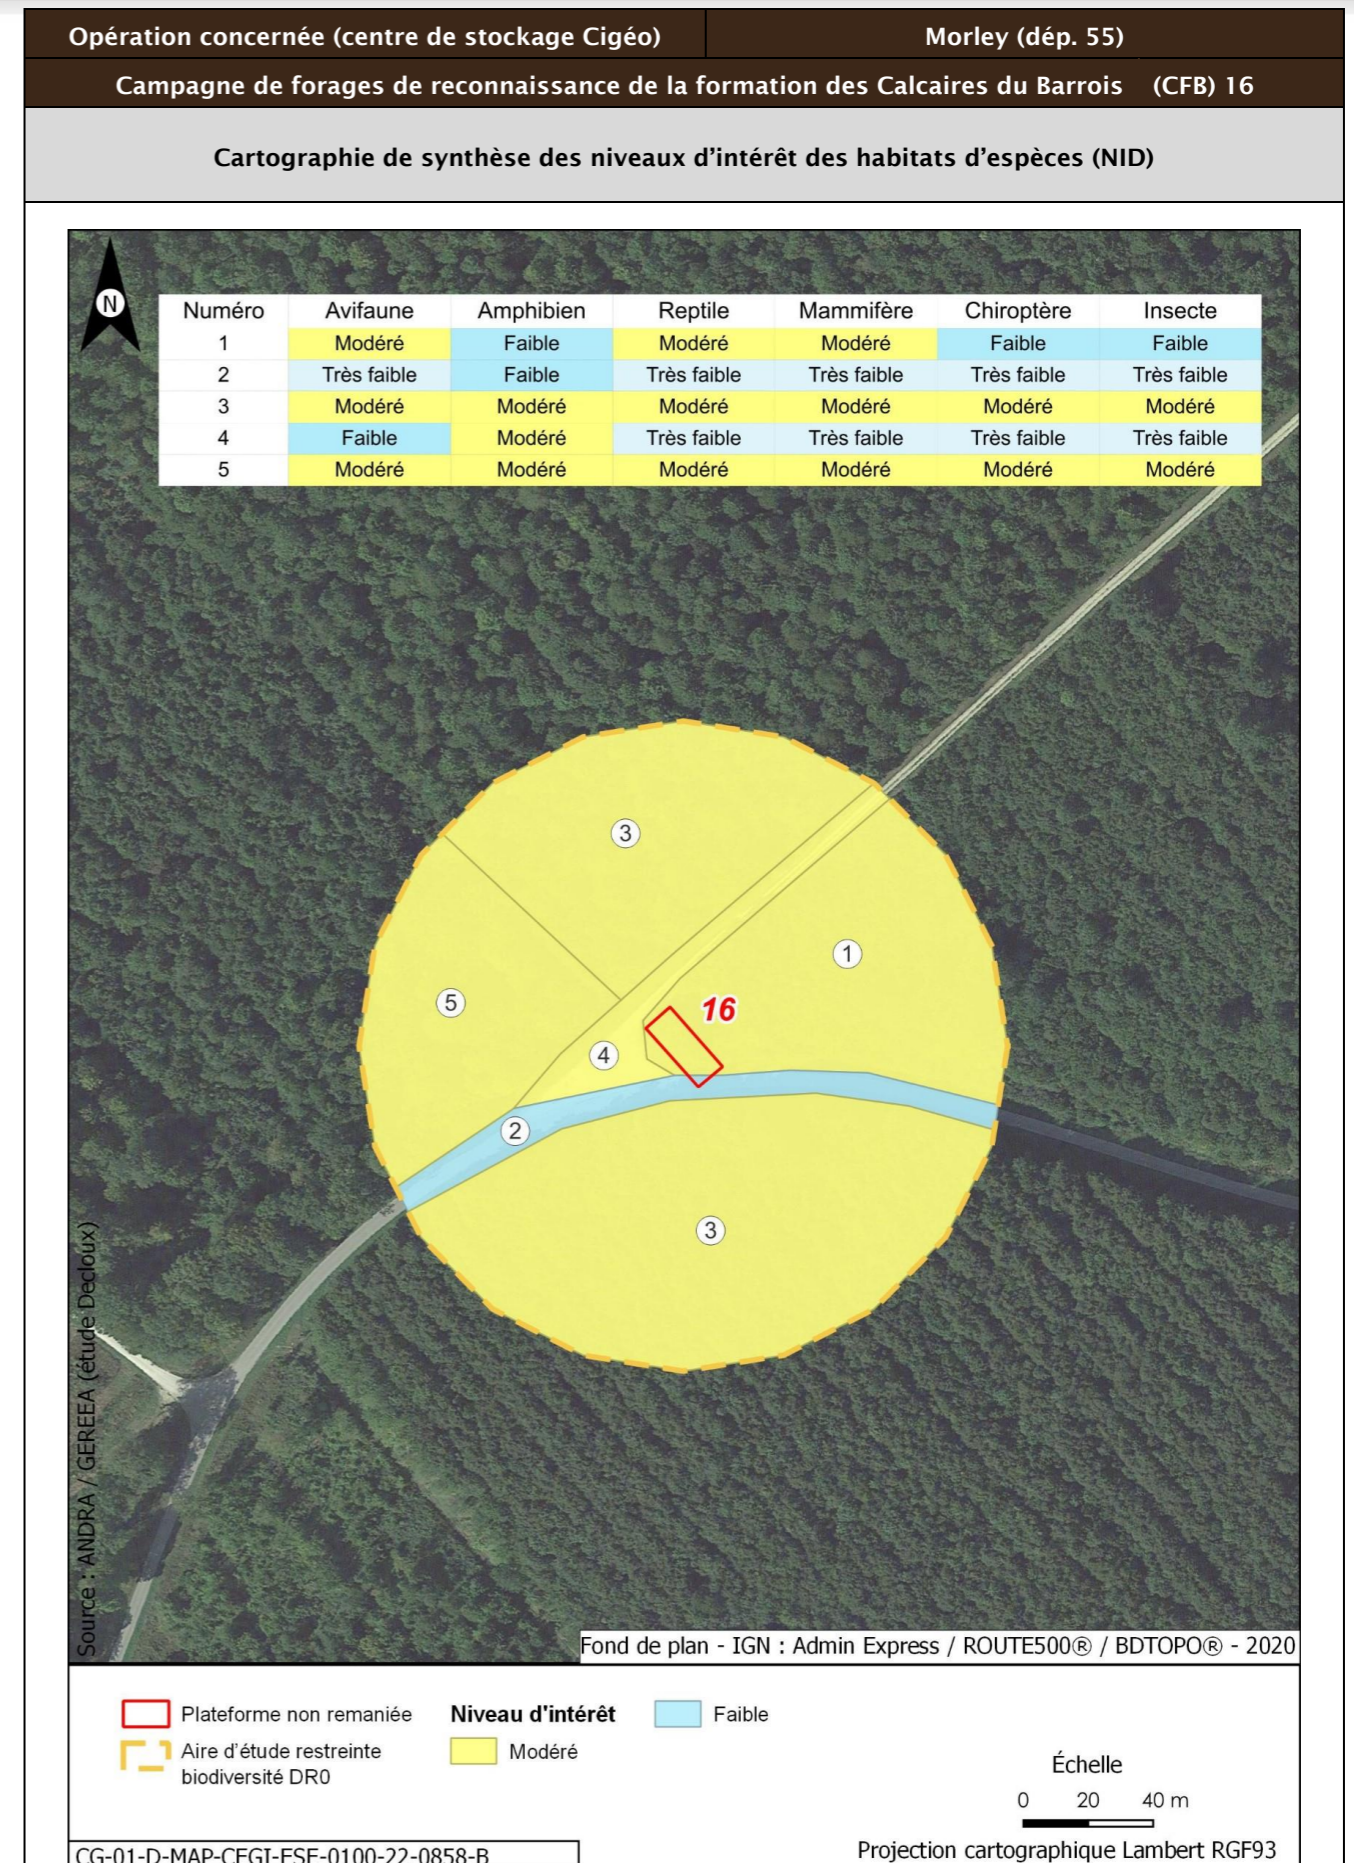 Opération concernée (centre de stockage Cigéo) Morley (dép. 55)
Campagne de forages de reconnaissance de la formation des Calcaires du Barrois (CFB) 16
Cartographie de synthèse des niveaux d'intérêt des habitats d'espèces (NID)
N
Numéro Avifaune Amphibien Reptile Mammifère Chiroptère Insecte
1 Modéré Faible Modéré Modéré Faible Faible
2 Très faible Faible Très faible Très faible Très faible Très faible
3 Modéré Modéré Modéré Modéré Modéré Modéré
4 Faible Modéré Très faible Très faible Très faible Très faible
5 Modéré Modéré Modéré Modéré Modéré Modéré
3
1
5
16
4
2
3
Source : ANDRA / GEREEA (étude Decloux)
Fond de plan - IGN : Admin Express / ROUTE500® / BDTOPO® - 2020
Plateforme non remaniée Niveau d'intérêt Faible
Aire d'étude restreinte Modéré
biodiversité DR0
Échelle
0 20 40 m
Projection cartographique Lambert RGF93
CG-01-D-MAP-CEGI-ESE-0100-22-0858-B